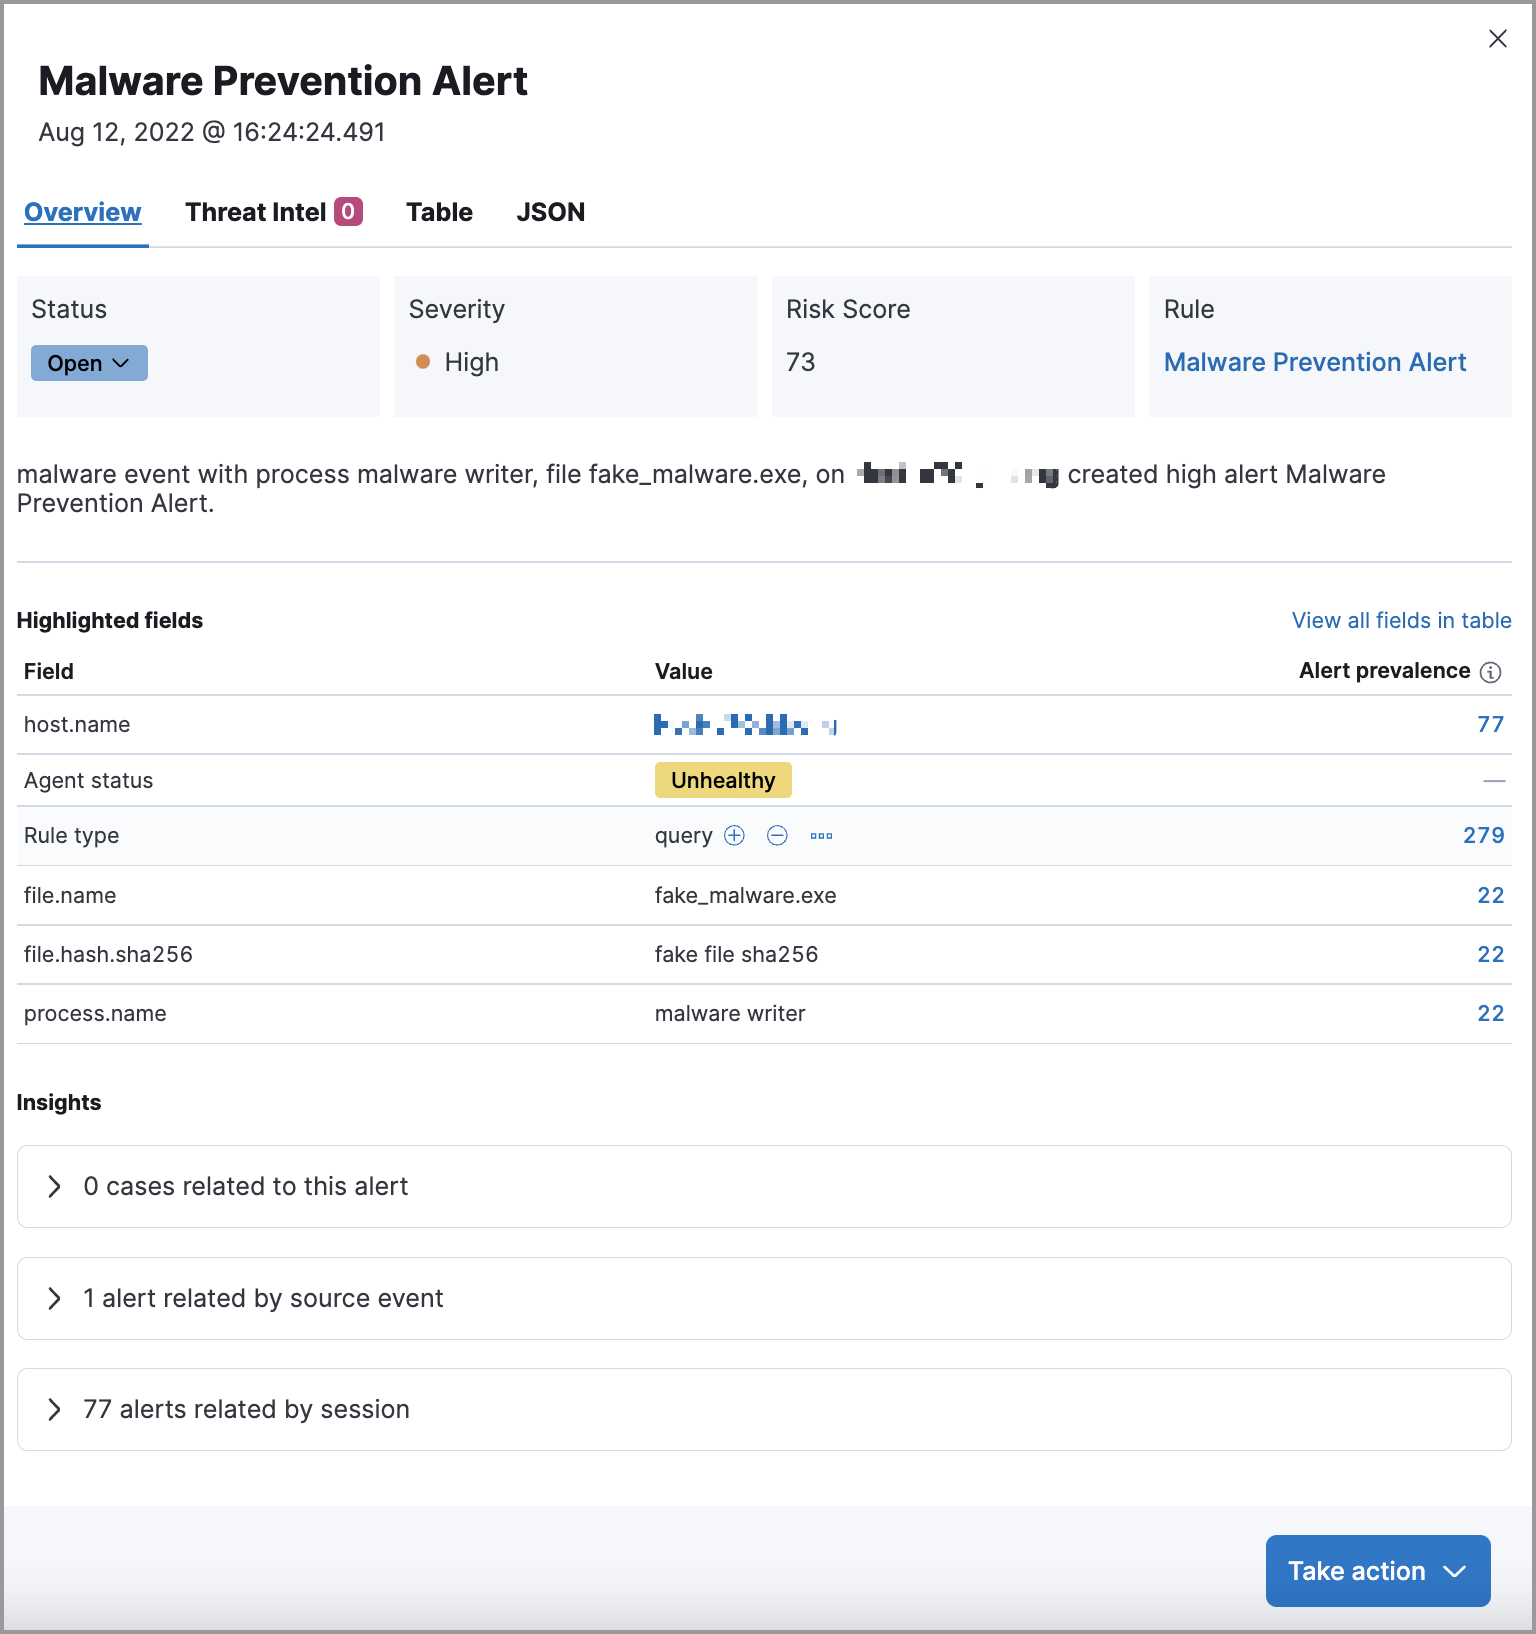 Malware Prevention Alert
Aug 12, 2022 @ 16:24:24.491
Overview Threat Intel 0 Table JSON
Status Severity Risk Score Rule
Open High 73 Malware Prevention Alert
malware event with process malware writer, file fake_malware.exe, on created high alert Malware
Prevention Alert.
Highlighted fields View all fields in table
Field Value Alert prevalence
host.name 77
Agent status Unhealthy —
Rule type query 279
file.name fake_malware.exe 22
file.hash.sha256 fake file sha256 22
process.name malware writer 22
Insights
0 cases related to this alert
1 alert related by source event
77 alerts related by session
Take action